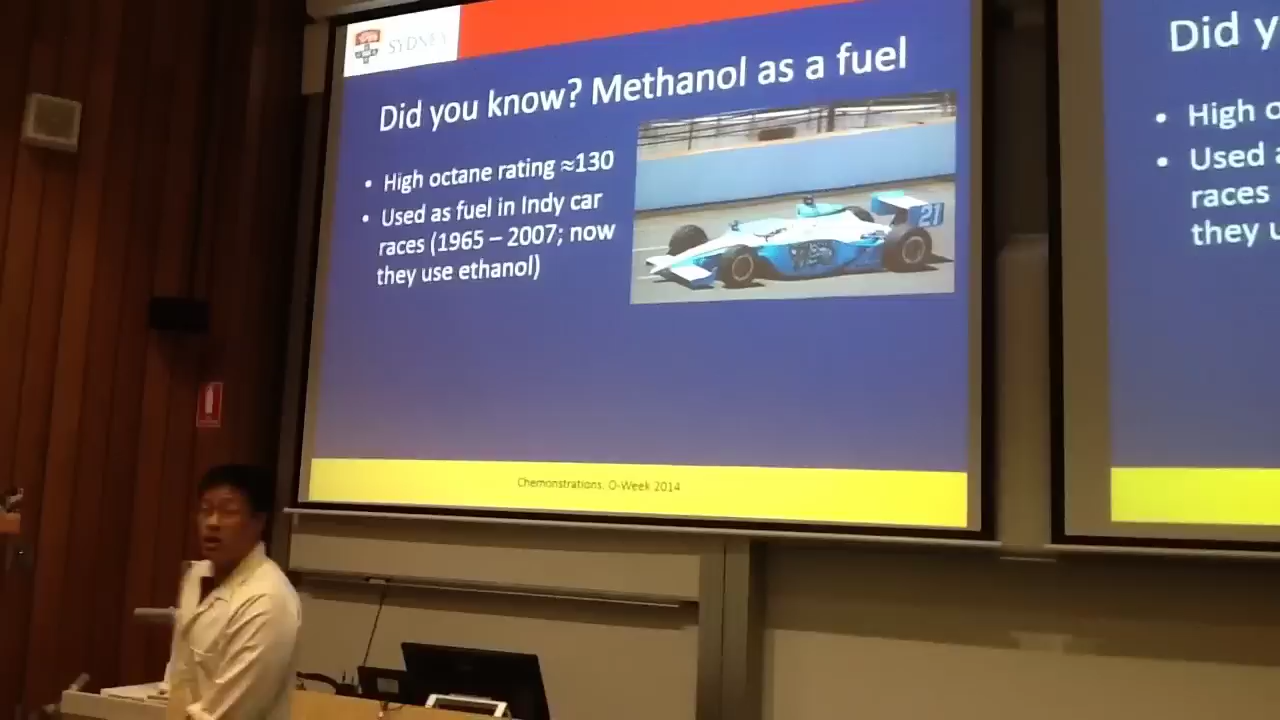 SYDNEY
Did you know? Methanol as a fuel
• High octane rating ≈130
• Used as fuel in Indy car
races (1965 – 2007; now
they use ethanol)
21
Chemonstrations, O-Week 2014
Did y
• High o
• Used a
races
they u